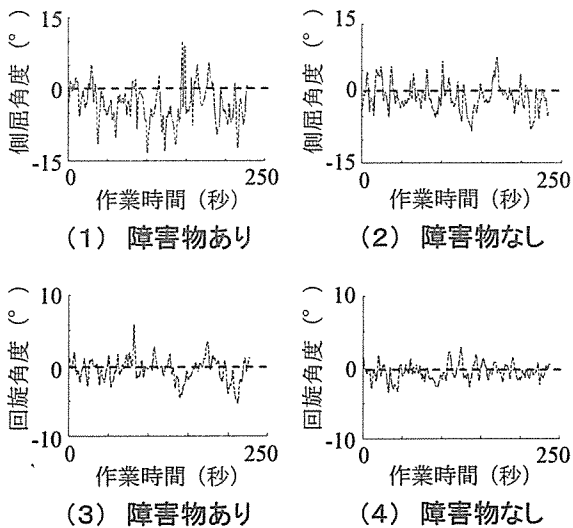 15
0
-15
側屈角度（°）
0
250
作業時間（秒）
(1) 障害物あり
15
0
-15
側屈角度（°）
0
250
作業時間（秒）
(2) 障害物なし
10
0
-10
回旋角度（°）
0
250
作業時間（秒）
(3) 障害物あり
10
0
-10
回旋角度（°）
0
250
作業時間（秒）
(4) 障害物なし